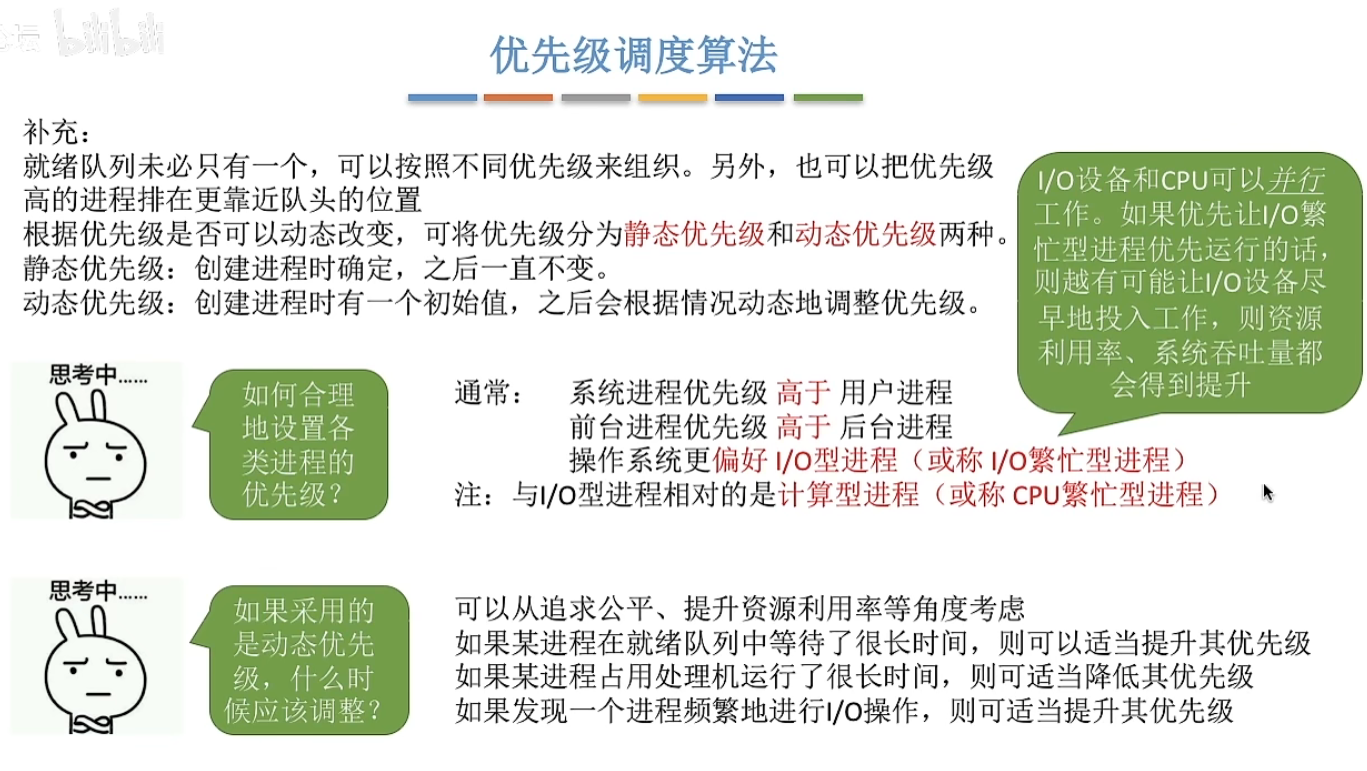 bilibili
优先级调度算法
补充：
就绪队列未必只有一个，可以按照不同优先级来组织。另外，也可以把优先级
高的进程排在更靠近队头的位置
根据优先级是否可以动态改变，可将优先级分为静态优先级和动态优先级两种。
静态优先级：创建进程时确定，之后一直不变。
动态优先级：创建进程时有一个初始值，之后会根据情况动态地调整优先级。
I/O设备和CPU可以并行
工作。如果优先让I/O繁
忙型进程优先运行的话，
则越有可能让I/O设备尽
早地投入工作，则资源
利用率、系统吞吐量都
会得到提升
思考中......
如何合理
地设置各
类进程的
优先级？
通常： 系统进程优先级 高于 用户进程
前台进程优先级 高于 后台进程
操作系统更偏好 I/O型进程（或称 I/O繁忙型进程）
注：与I/O型进程相对的是计算型进程（或称 CPU繁忙型进程）
思考中......
如果采用的
是动态优先
级，什么时
候应该调整？
可以从追求公平、提升资源利用率等角度考虑
如果某进程在就绪队列中等待了很长时间，则可以适当提升其优先级
如果某进程占用处理机运行了很长时间，则可适当降低其优先级
如果发现一个进程频繁地进行I/O操作，则可适当提升其优先级